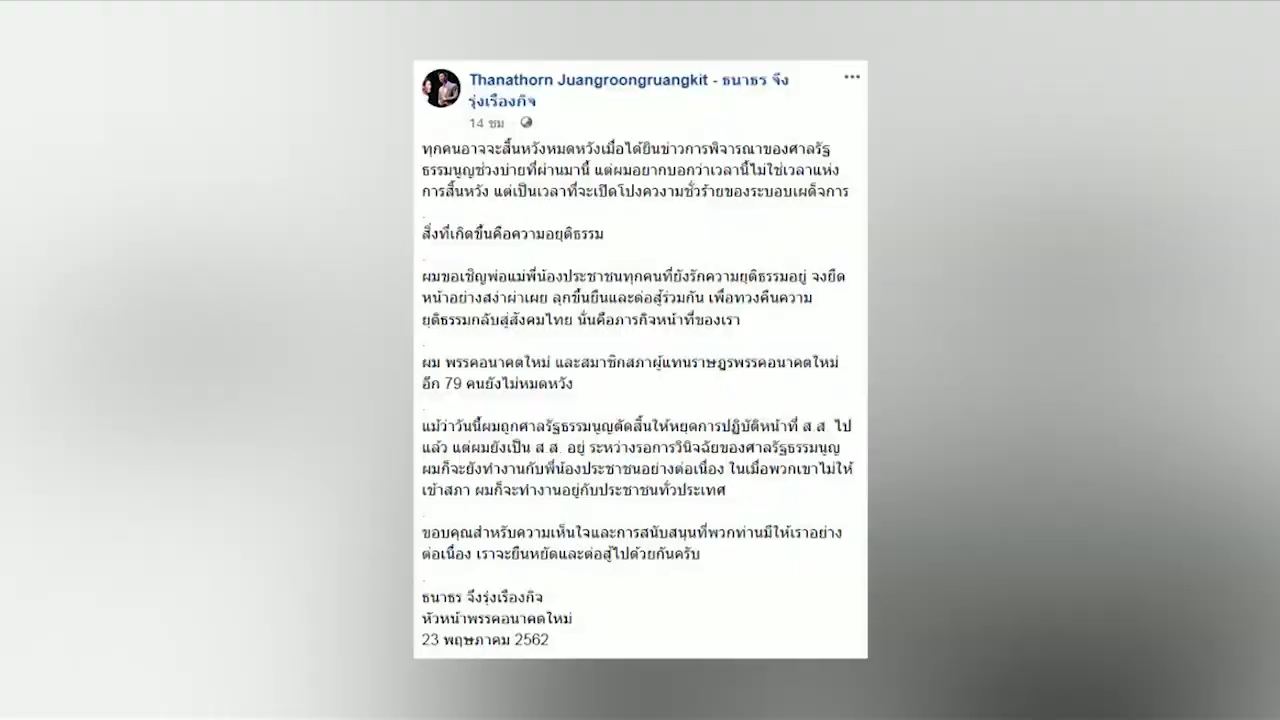 Thanathorn Juangroongruangkit - ธนาธร จึง
รุ่งเรืองกิจ
14 ชม
ทุกคนอาจจะสิ้นหวังหมดหวังเมื่อได้ยินข่าวการพิจารณาของศาลรัฐ
ธรรมนูญช่วงบ่ายที่ผ่านมานี้ แต่ผมอยากบอกว่าเวลานี้ไม่ใช่เวลาแห่ง
การสิ้นหวัง แต่เป็นเวลาที่จะเปิดโปงควงามชั่วร้ายของระบอบเผด็จการ
.
สิ่งที่เกิดขึ้นคือความอยุติธรรม
.
ผมขอเชิญพ่อแม่พี่น้องประชาชนทุกคนที่ยังรักความยุติธรรมอยู่ จงยืด
หน้าอย่างสง่าผ่าเผย ลุกขึ้นยืนและต่อสู้ร่วมกัน เพื่อทวงคืนความ
ยุติธรรมกลับสู่สังคมไทย นั่นคือภารกิจหน้าที่ของเรา
.
ผม พรรคอนาคตใหม่ และสมาชิกสภาผู้แทนราษฎรพรรคอนาคตใหม่
อีก 79 คนยังไม่หมดหวัง
.
แม้ว่าวันนี้ผมถูกศาลรัฐธรรมนูญตัดสิ้นให้หยุดการปฏิบัติหน้าที่ ส.ส. ไป
แล้ว แต่ผมยังเป็น ส.ส. อยู่ ระหว่างรอการวินิจฉัยของศาลรัฐธรรมนูญ
ผมก็จะยังทำงานกับพี่น้องประชาชนอย่างต่อเนื่อง ในเมื่อพวกเขาไม่ให้
เข้าสภา ผมก็จะทำงานอยู่กับประชาชนทั่วประเทศ
.
ขอบคุณสำหรับความเห็นใจและการสนับสนุนที่พวกท่านมีให้เราอย่าง
ต่อเนื่อง เราจะยืนหยัดและต่อสู้ไปด้วยกันครับ
.
ธนาธร จึงรุ่งเรืองกิจ
หัวหน้าพรรคอนาคตใหม่
23 พฤษภาคม 2562